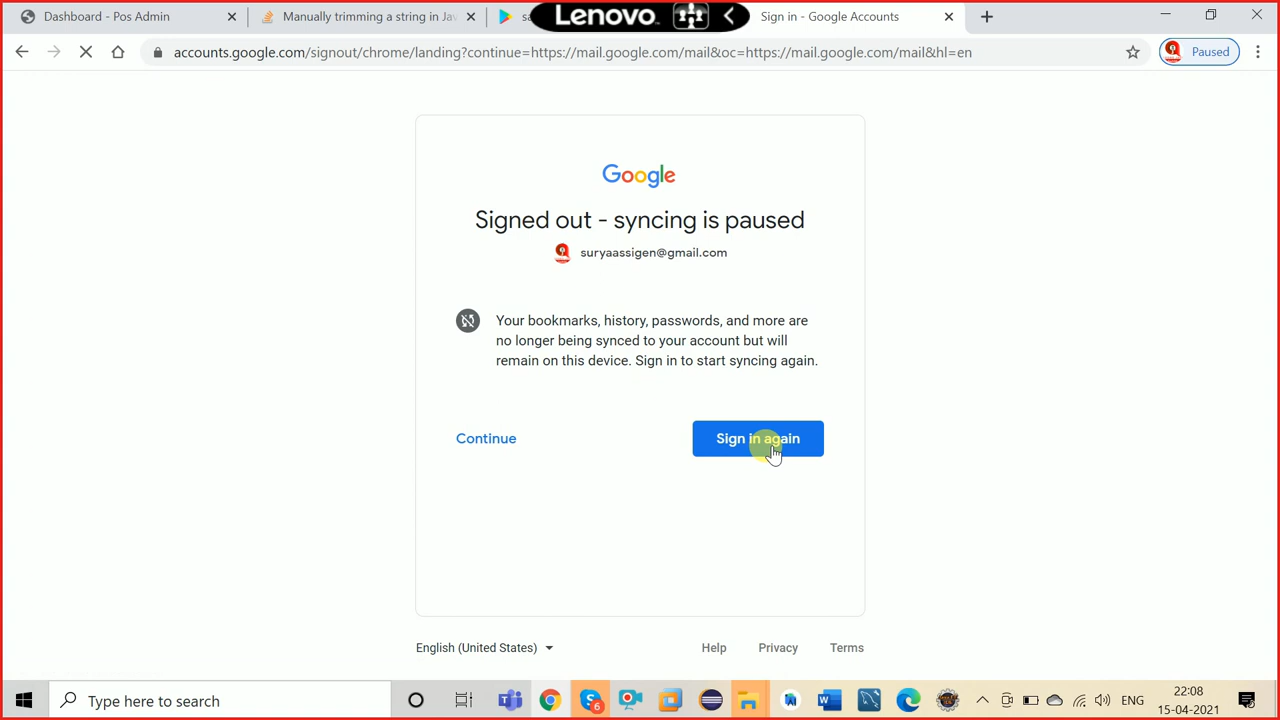 Dashboard - Pos Admin
Manually trimming a string in Jav
sa
Lenovo
Sign in - Google Accounts
accounts.google.com/signout/chrome/landing?continue=https://mail.google.com/mail&oc=https://mail.google.com/mail&hl=en
Paused
Google
Signed out - syncing is paused
suryaassigen@gmail.com
Your bookmarks, history, passwords, and more are
no longer being synced to your account but will
remain on this device. Sign in to start syncing again.
Continue
Sign in again
English (United States)
Help
Privacy
Terms
Type here to search
6
ENG
22:08
15-04-2021